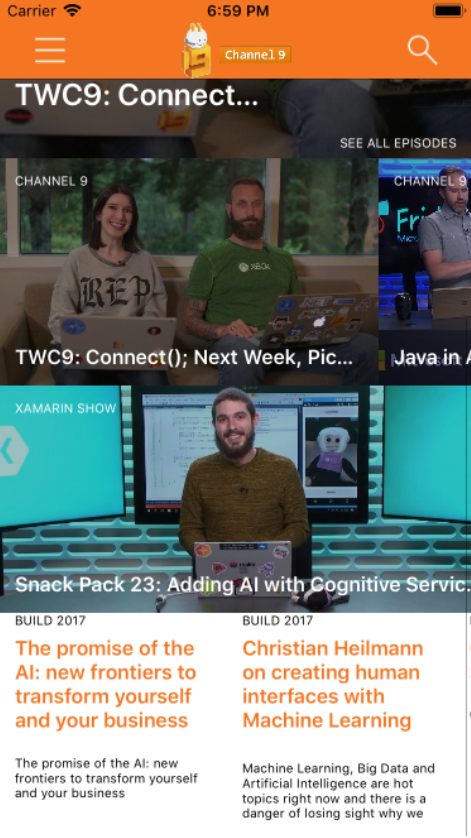 Carrier 6:59 PM
Channel 9
TWC9: Connect...
SEE ALL EPISODES
CHANNEL 9
CHANNEL 9
REP
XBOX
TWC9: Connect(); Next Week, Pic...
Java in A
XAMARIN SHOW
Snack Pack 23: Adding AI with Cognitive Servic.
BUILD 2017
The promise of the
AI: new frontiers to
transform yourself
and your business
The promise of the AI: new
frontiers to transform yourself
and your business
BUILD 2017
Christian Heilmann
on creating human
interfaces with
Machine Learning
Machine Learning, Big Data and
Artificial Intelligence are hot
topics right now and there is a
danger of losing sight why we